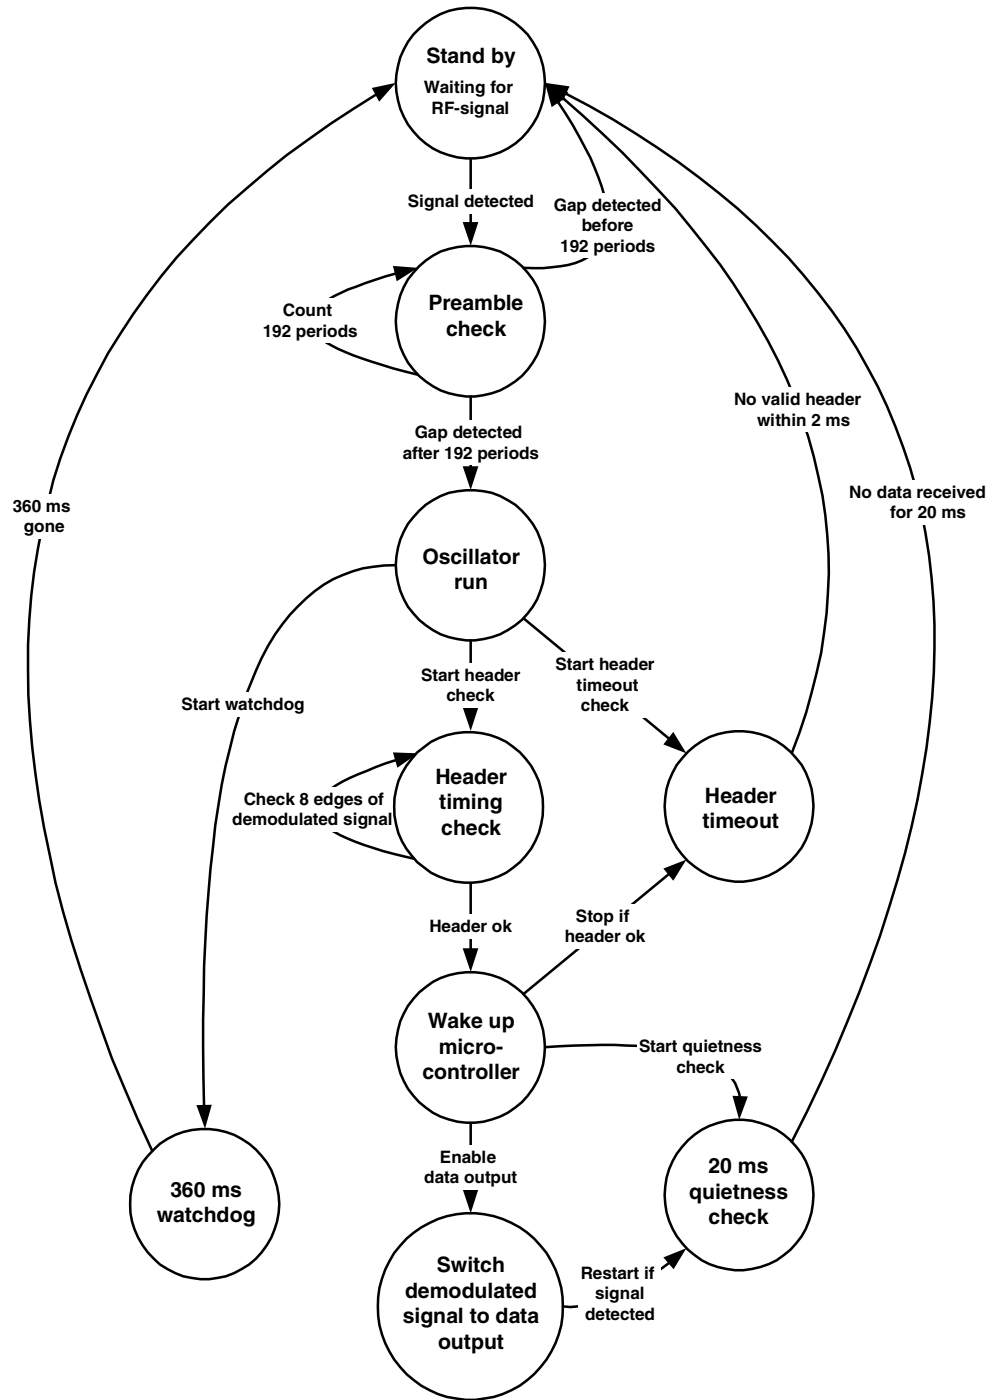 Stand by
Waiting for
RF-signal
Signal detected
Gap detected
before
192 periods
Preamble
check
Count
192 periods
No valid header
within 2 ms
Gap detected
after 192 periods
No data received
for 20 ms
360 ms
gone
Oscillator
run
Start header
check
Start header
timeout
check
Start watchdog
Header
timing
check
Check 8 edges of
demodulated signal
Header
timeout
Header ok
Stop if
header ok
Wake up
micro-
controller
Start quietness
check
Enable
data output
20 ms
quietness
check
360 ms
watchdog
Switch
demodulated
signal to data
output
Restart if
signal
detected